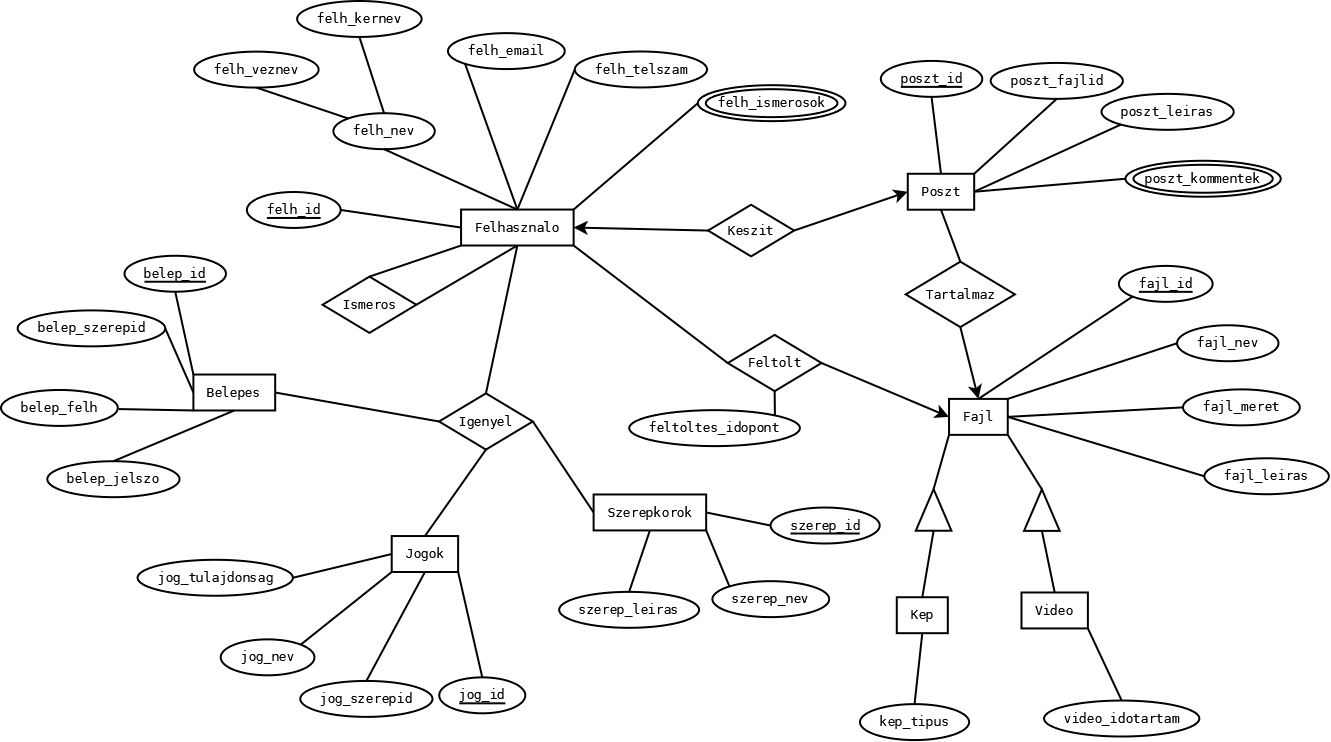 felh_kernev
felh_email
felh_veznev
felh_telszam
poszt_id
poszt_fajlid
felh_ismerosok
poszt_leiras
felh_nev
poszt_kommentek
Poszt
felh_id
Felhasznalo
Keszit
belep_id
fajl_id
Tartalmaz
Ismeros
belep_szerepid
fajl_nev
Feltolt
Belepes
belep_felh
fajl_meret
Fajl
Igenyel
feltoltes_idopont
belep_jelszo
fajl_leiras
Szerepkorok
szerep_id
Jogok
jog_tulajdonsag
szerep_nev
szerep_leiras
Kep
Video
jog_nev
jog_szerepid
jog_id
kep_tipus
video_idotartam